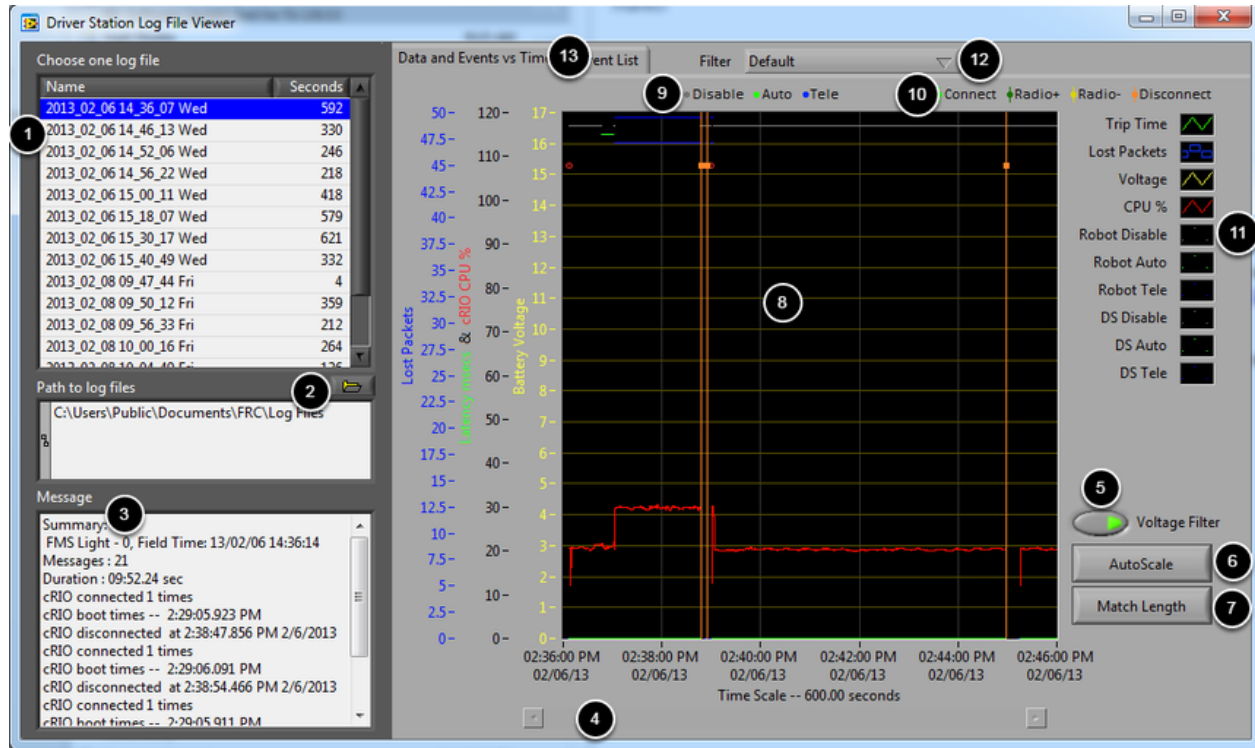 Driver Station Log File Viewer
Choose one log file
Name Seconds
2013_02_06 14_36_07 Wed 592
2013_02_06 14_46_13 Wed 330
2013_02_06 14_52_06 Wed 246
2013_02_06 14_56_22 Wed 218
2013_02_06 15_00_11 Wed 418
2013_02_06 15_18_07 Wed 579
2013_02_06 15_30_17 Wed 621
2013_02_06 15_40_49 Wed 332
2013_02_08 09_47_44 Fri 4
2013_02_08 09_50_12 Fri 359
2013_02_08 09_56_33 Fri 212
2013_02_08 10_00_16 Fri 264
1
Path to log files
2
C:\Users\Public\Documents\FRC\Log Files
Message
3
Summary:
FMS Light - 0, Field Time: 13/02/06 14:36:14
Messages : 21
Duration : 09:52.24 sec
cRIO connected 1 times
cRIO boot times -- 2:29:05.923 PM
cRIO disconnected at 2:38:47.856 PM 2/6/2013
cRIO connected 1 times
cRIO boot times -- 2:29:06.091 PM
cRIO disconnected at 2:38:54.466 PM 2/6/2013
cRIO connected 1 times
cRIO boot times -- 2:29:05.911 PM
Data and Events vs Time
13
List
Filter Default
12
9
Disable Auto Tele
10
Connect Radio+ Radio- Disconnect
Lost Packets
50
47.5
45
42.5
40
37.5
35
32.5
30
27.5
25
22.5
20
17.5
15
12.5
10
7.5
5
2.5
0
& cRIO CPU %
120
110
100
90
80
70
60
50
40
30
20
10
0
Battery Voltage
17
16
15
14
13
12
11
10
9
8
7
6
5
4
3
2
1
0
8
02:36:00 PM 02:38:00 PM 02:40:00 PM 02:42:00 PM 02:44:00 PM 02:46:00 PM
02/06/13 02/06/13 02/06/13 02/06/13 02/06/13 02/06/13
Time Scale -- 600.00 seconds
4
Trip Time
Lost Packets
Voltage
CPU %
Robot Disable
11
Robot Auto
Robot Tele
DS Disable
DS Auto
DS Tele
5
Voltage Filter
AutoScale
6
Match Length
7